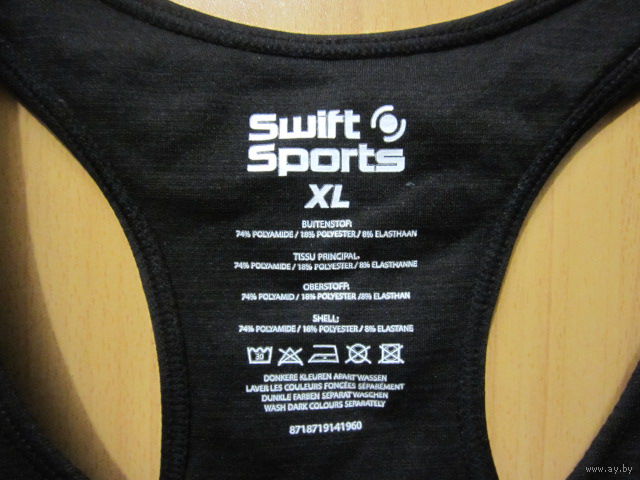 Swift
Sports
XL
BUITENSTOF:
74% POLYAMIDE / 18% POLYESTER / 8% ELASTHAAN
TISSU PRINCIPAL:
74% POLYAMIDE / 18% POLYESTER / 8% ELASTHANNE
OBERSTOFF:
74% POLYAMID / 18% POLYESTER / 8% ELASTHAN
SHELL:
74% POLYAMIDE / 18% POLYESTER / 8% ELASTANE
30
DONKERE KLEUREN APART WASSEN
LAVER LES COULEURS FONCÉES SÉPARÉMENT
DUNKLE FARBEN SEPARAT WASCHEN
WASH DARK COLOURS SEPARATELY
8718719141960
www.ay.by